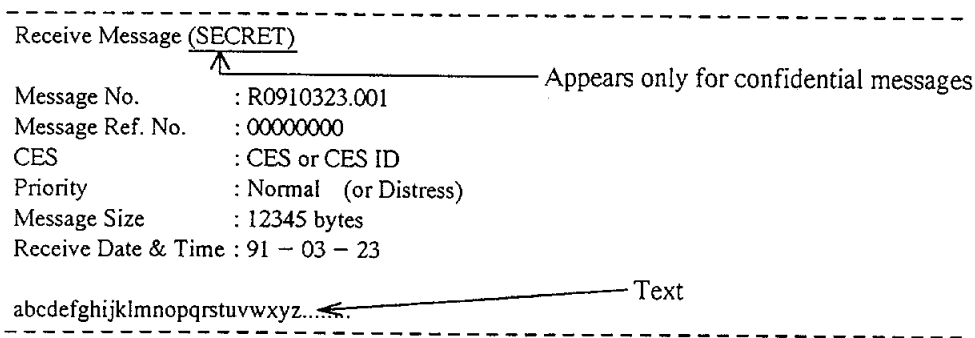 Receive Message (SECRET)
Appears only for confidential messages
Message No. : R0910323.001
Message Ref. No. : 00000000
CES : CES or CES ID
Priority : Normal (or Distress)
Message Size : 12345 bytes
Receive Date & Time : 91 – 03 – 23
Text
abcdefghijklmnopqrstuvwxyz........